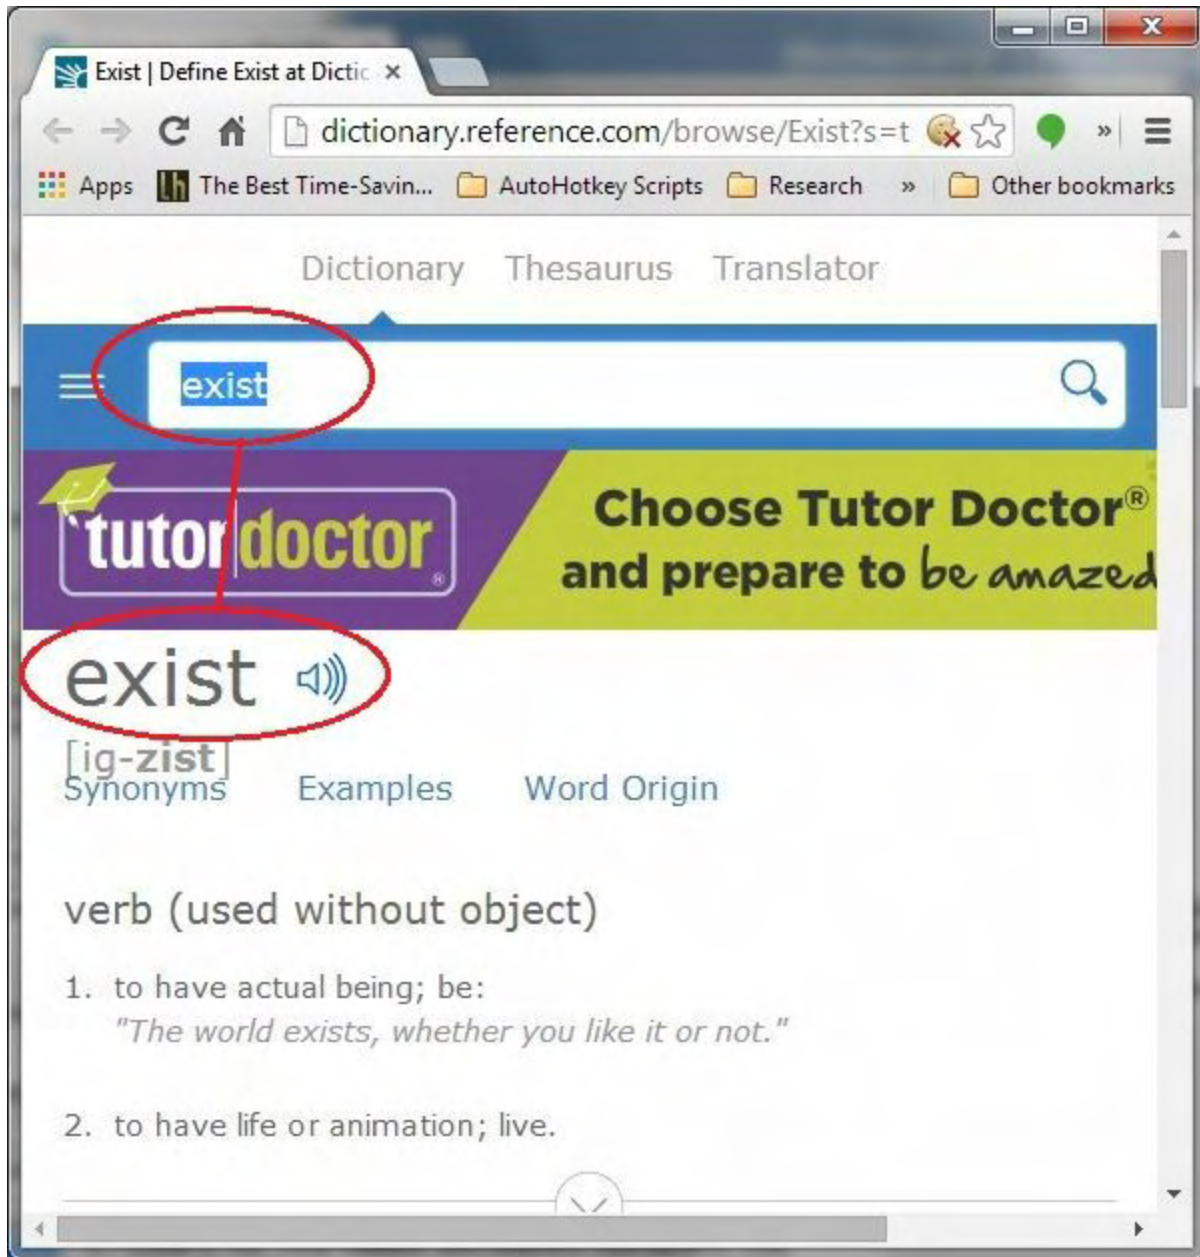 Exist | Define Exist at Dictic
dictionary.reference.com/browse/Exist?s=t »
Apps lh The Best Time-Savin... AutoHotkey Scripts Research » Other bookmarks
Dictionary Thesaurus Translator
exist
tutor doctor ® Choose Tutor Doctor®
and prepare to be amazed
exist
[ig-zist]
Synonyms Examples Word Origin
verb (used without object)
1. to have actual being; be:
"The world exists, whether you like it or not."
2. to have life or animation; live.